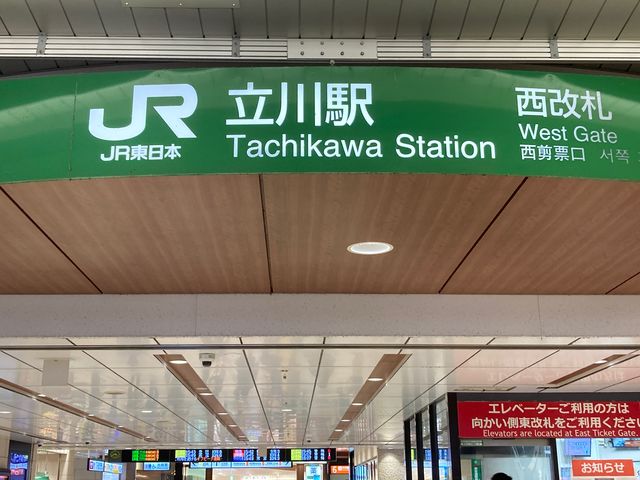 JR
JR東日本
立川駅
Tachikawa Station
西改札
West Gate
西剪票口 서쪽
エレベーターご利用の方は
向かい側東改札をご利用くださ
Elevators are located at East Ticket Gate.
お知らせ